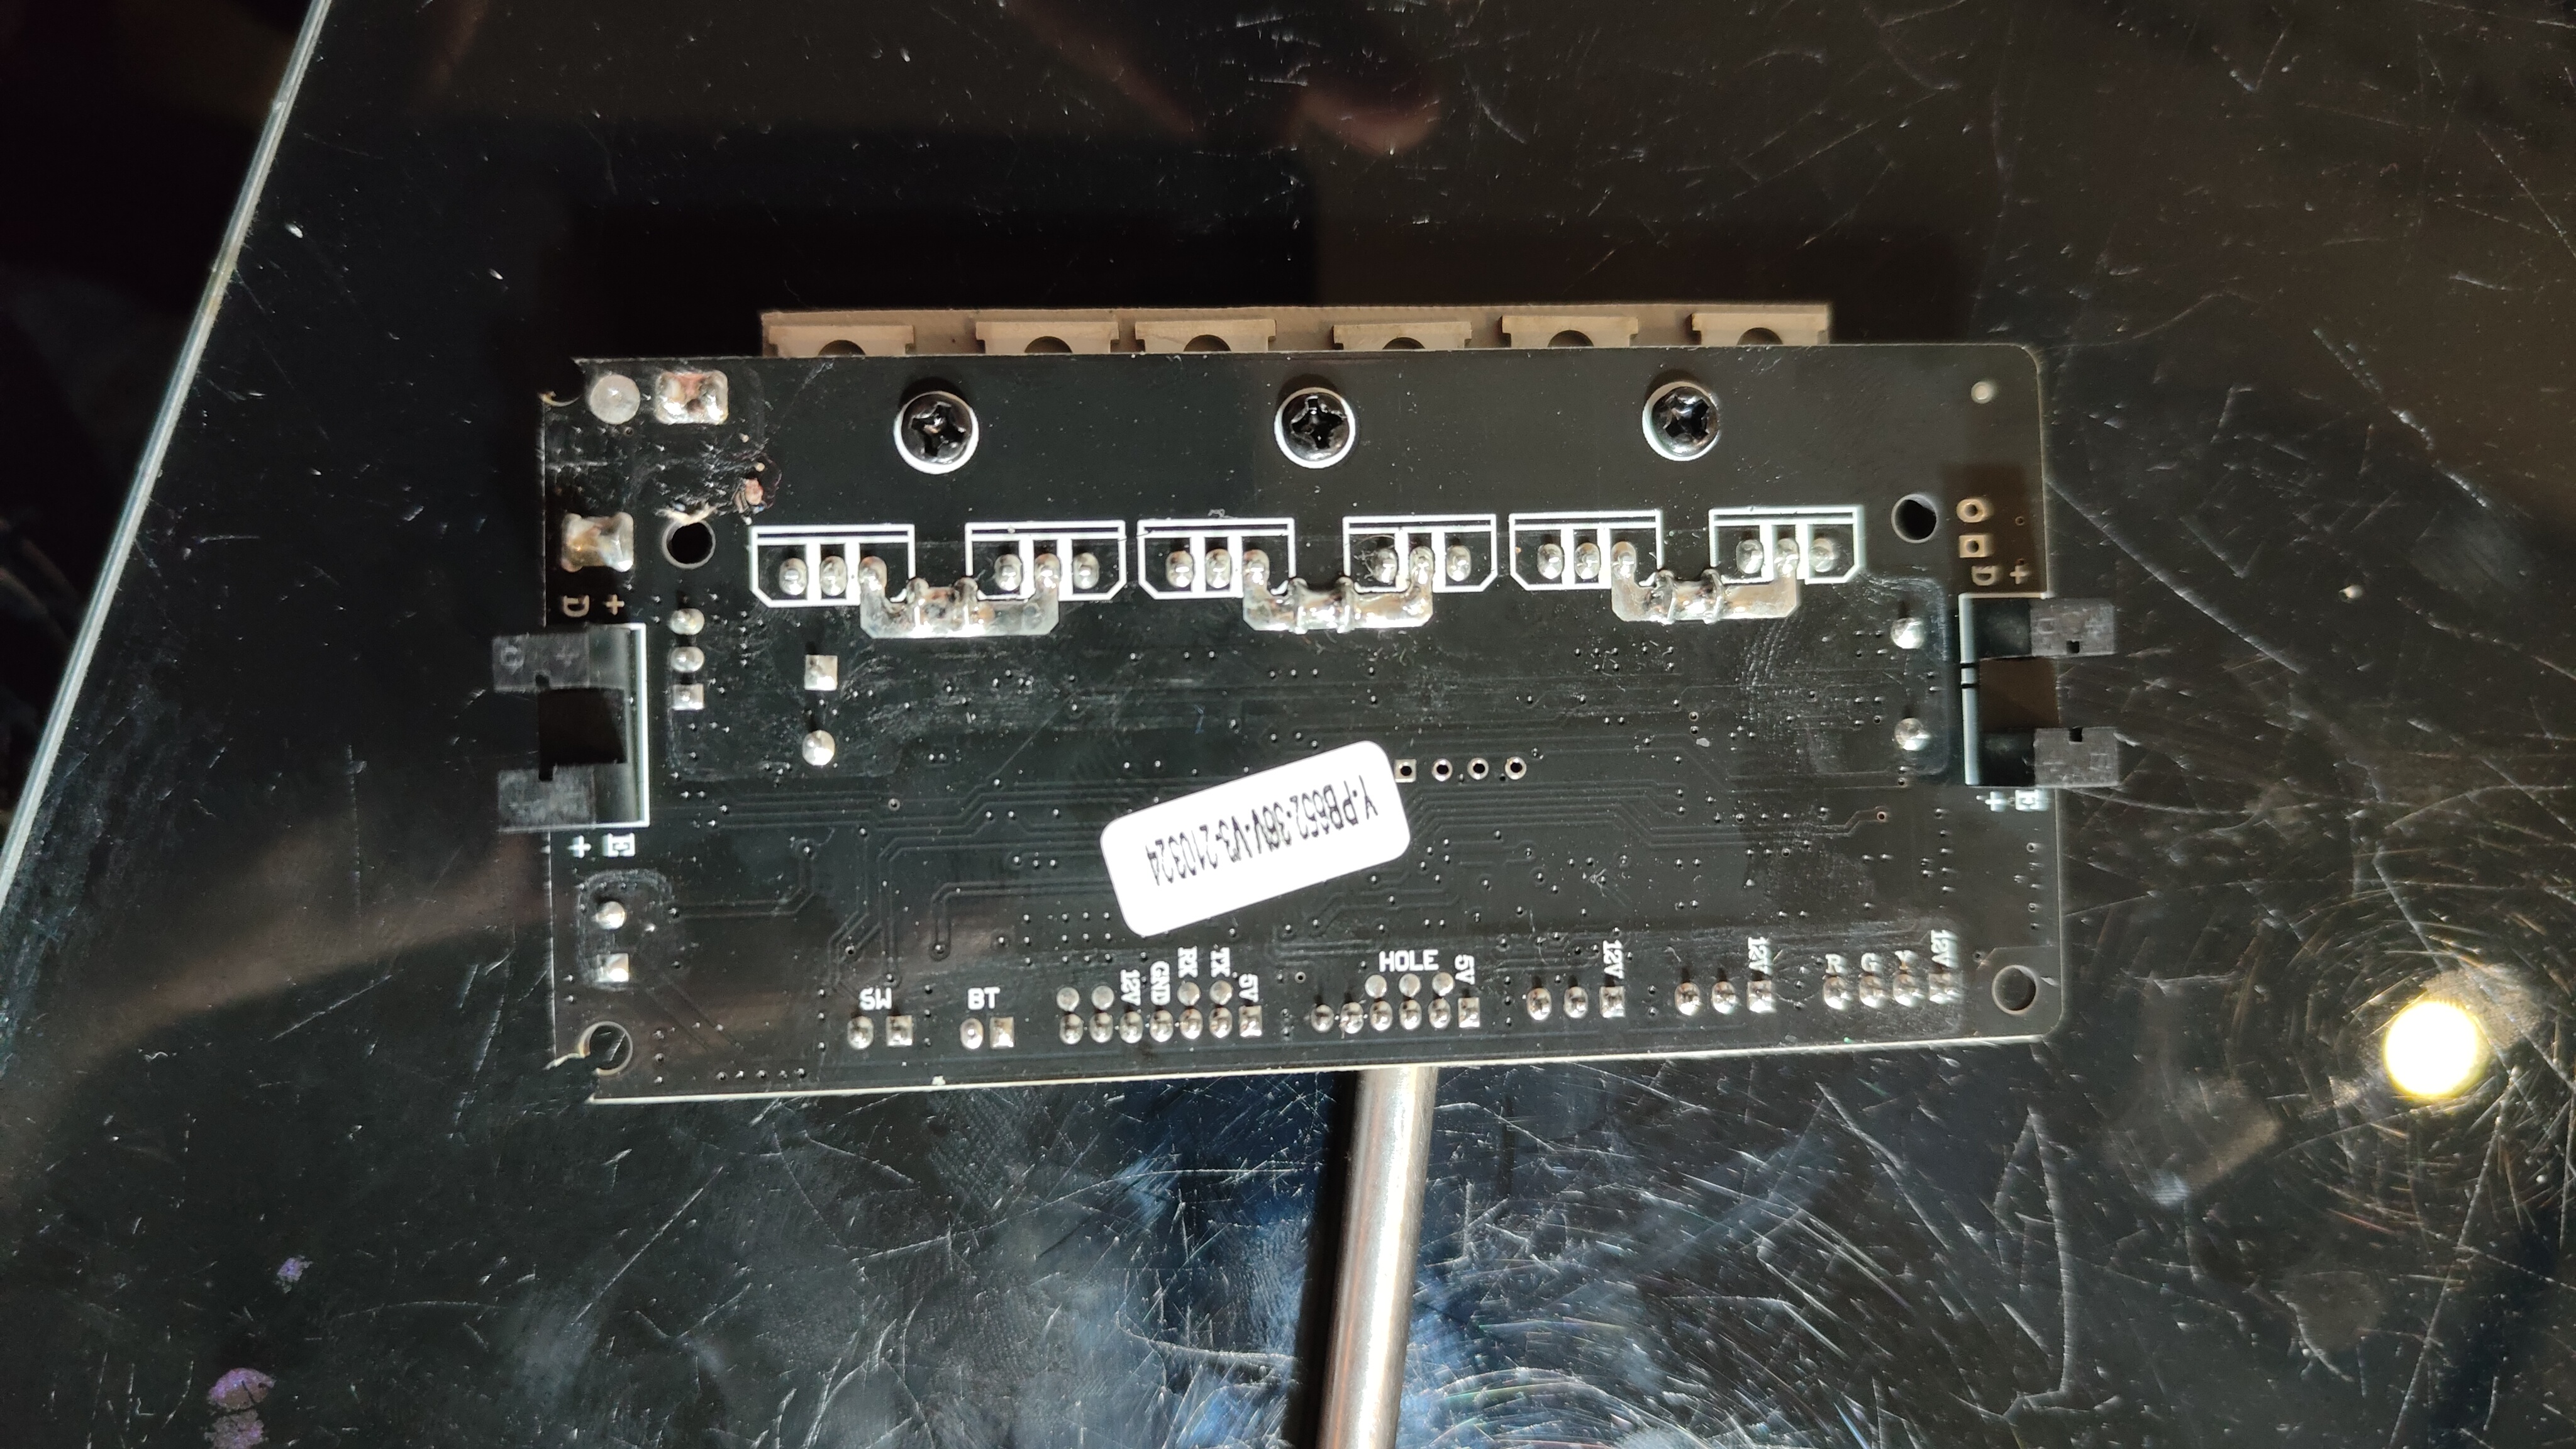 D +
+ E
D +
+ E
Y-PB652-36V-V3-210324
SW
BT
12V
GND
RX
TX
5V
HOLE
5V
12V
12V
R
G
Y
12V